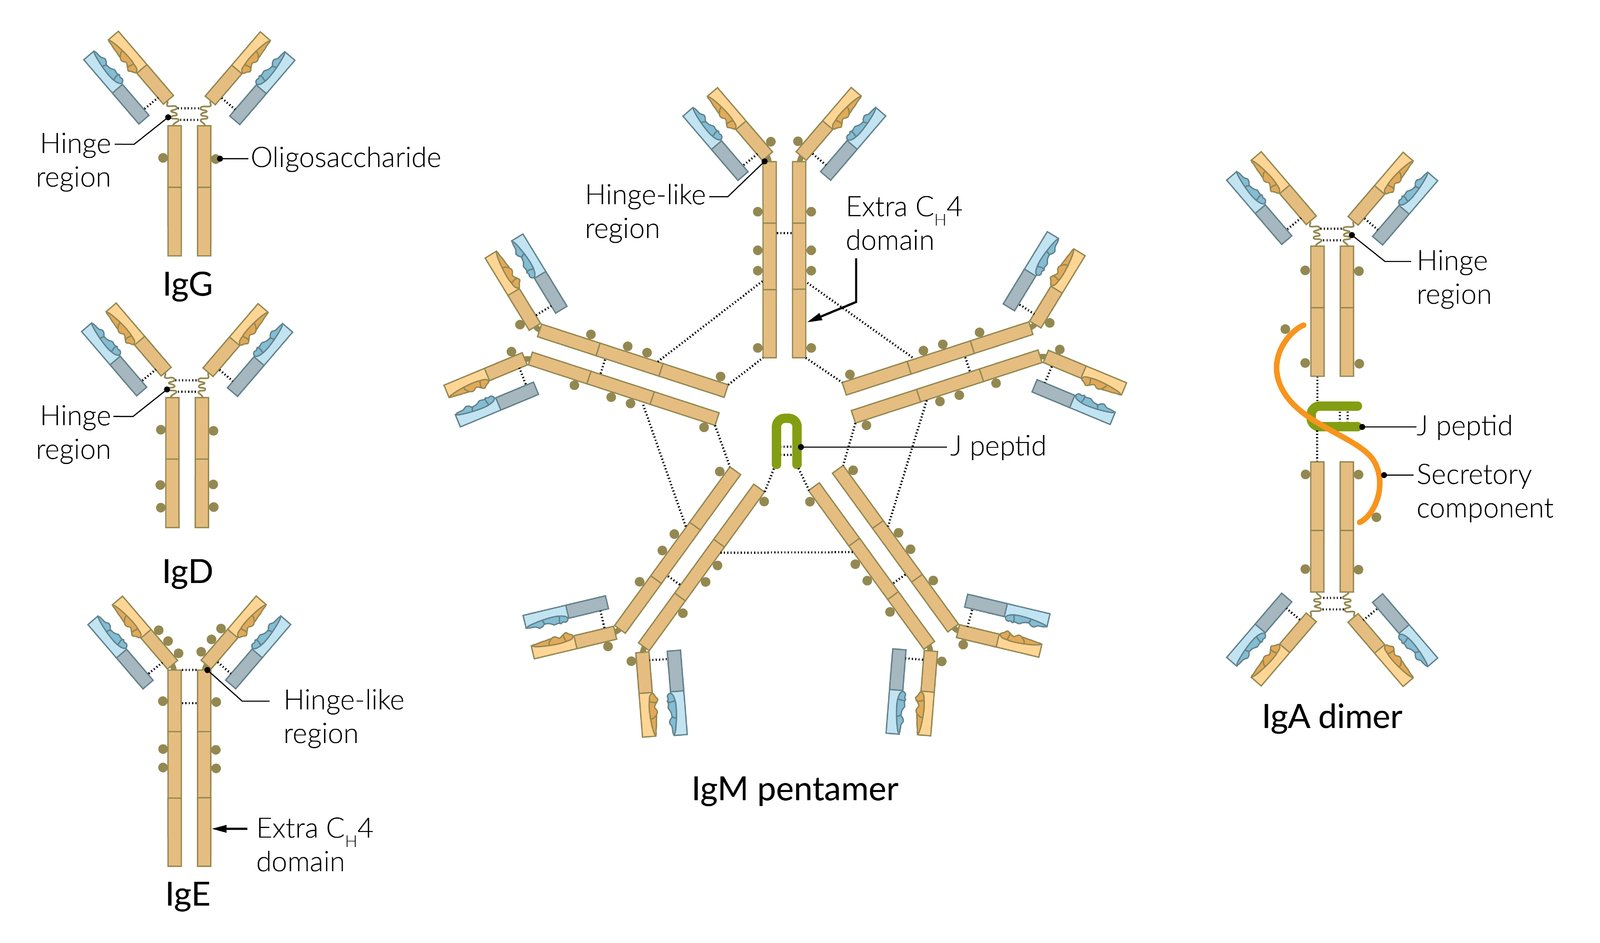 Hinge
region
Oligosaccharide
IgG
Hinge
region
IgD
Hinge-like
region
Extra CH4
domain
IgE
Hinge-like
region
Extra CH4
domain
J peptid
IgM pentamer
Hinge
region
J peptid
Secretory
component
IgA dimer